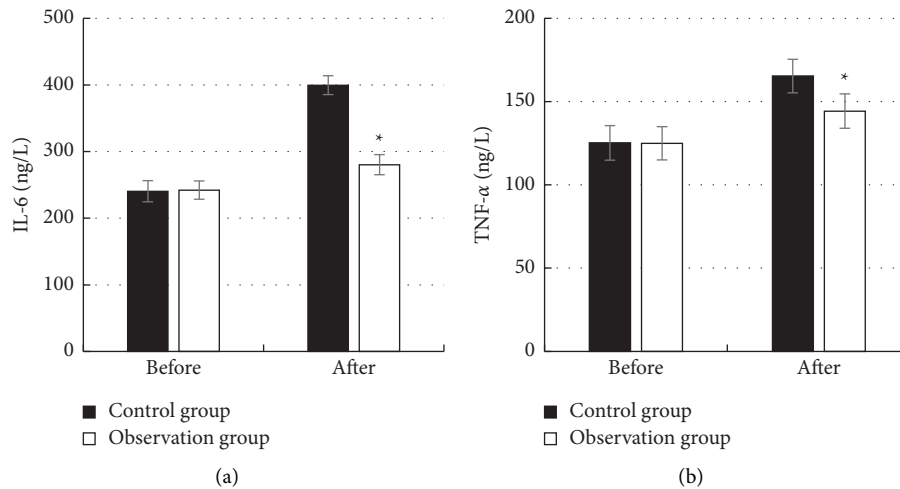 500
400
300
200
100
0
IL-6 (ng/L)
*
Before
After
Control group
Observation group
(a)
200
150
100
50
0
TNF-α (ng/L)
*
Before
After
Control group
Observation group
(b)